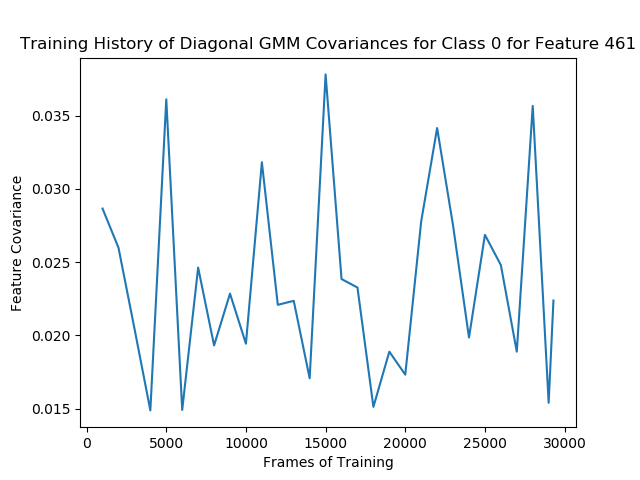 Training History of Diagonal GMM Covariances for Class 0 for Feature 461
0.035
0.030
0.025
0.020
0.015
Feature Covariance
0 5000 10000 15000 20000 25000 30000
Frames of Training